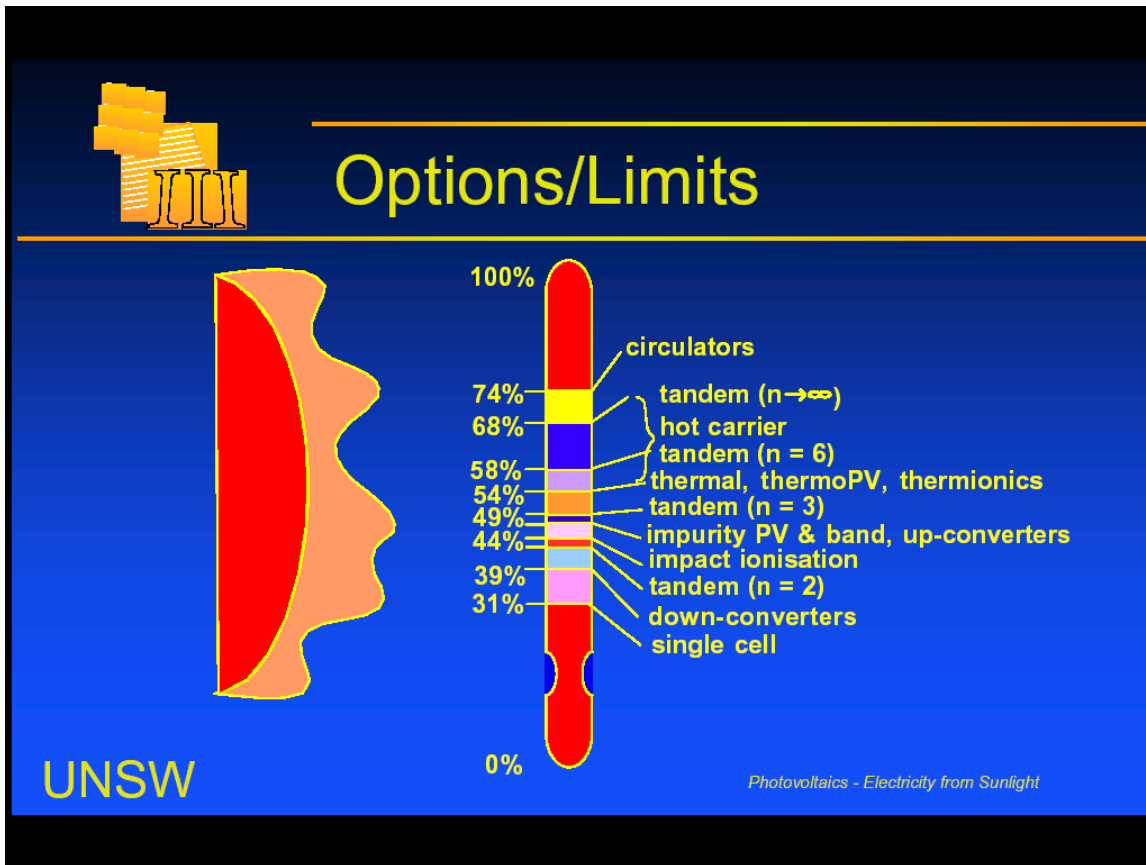 III
Options/Limits
100%
circulators
74%
tandem (n→∞)
68%
hot carrier
tandem (n = 6)
58%
thermal, thermoPV, thermionics
54%
tandem (n = 3)
49%
impurity PV & band, up-converters
44%
impact ionisation
39%
tandem (n = 2)
31%
down-converters
single cell
0%
UNSW
Photovoltaics - Electricity from Sunlight